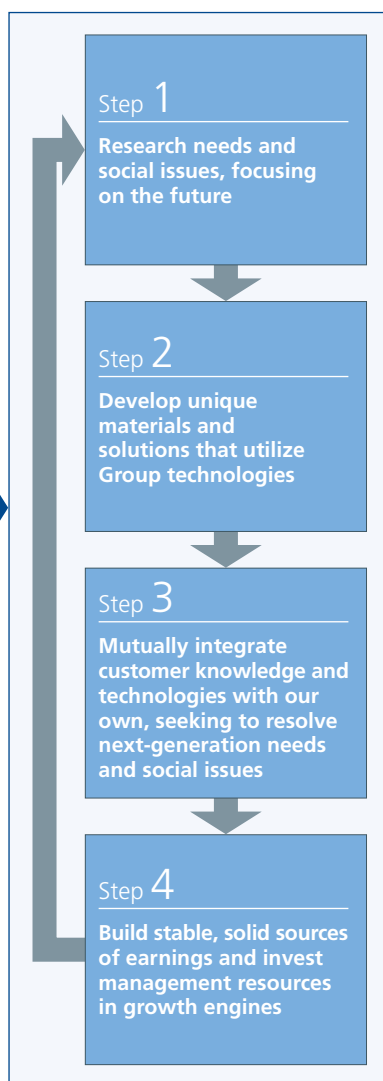 Step 1
Research needs and
social issues, focusing
on the future
Step 2
Develop unique
materials and
solutions that utilize
Group technologies
Step 3
Mutually integrate
customer knowledge and
technologies with our
own, seeking to resolve
next-generation needs
and social issues
Step 4
Build stable, solid sources
of earnings and invest
management resources
in growth engines